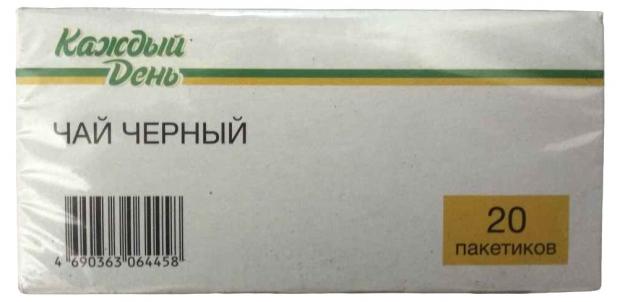 Каждый
День
ЧАЙ ЧЕРНЫЙ
4 690363 064458
20
пакетиков